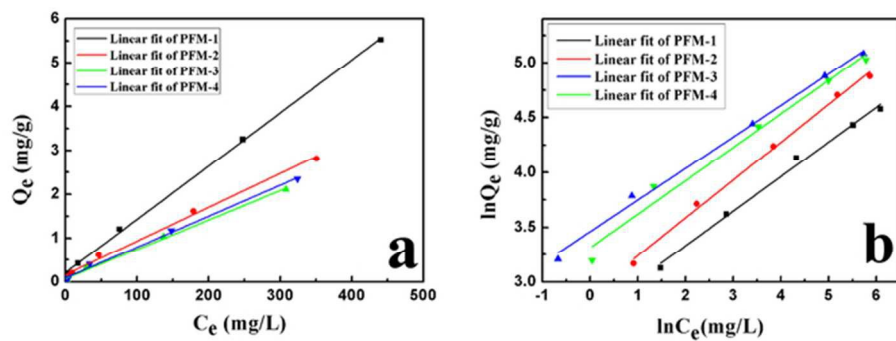 6
5
4
3
2
1
0
0 100 200 300 400 500
Qe (mg/g)
Ce (mg/L)
Linear fit of PFM-1
Linear fit of PFM-2
Linear fit of PFM-3
Linear fit of PFM-4
a
5.0
4.5
4.0
3.5
3.0
-1 0 1 2 3 4 5 6
lnQe (mg/g)
lnCe(mg/L)
Linear fit of PFM-1
Linear fit of PFM-2
Linear fit of PFM-3
Linear fit of PFM-4
b